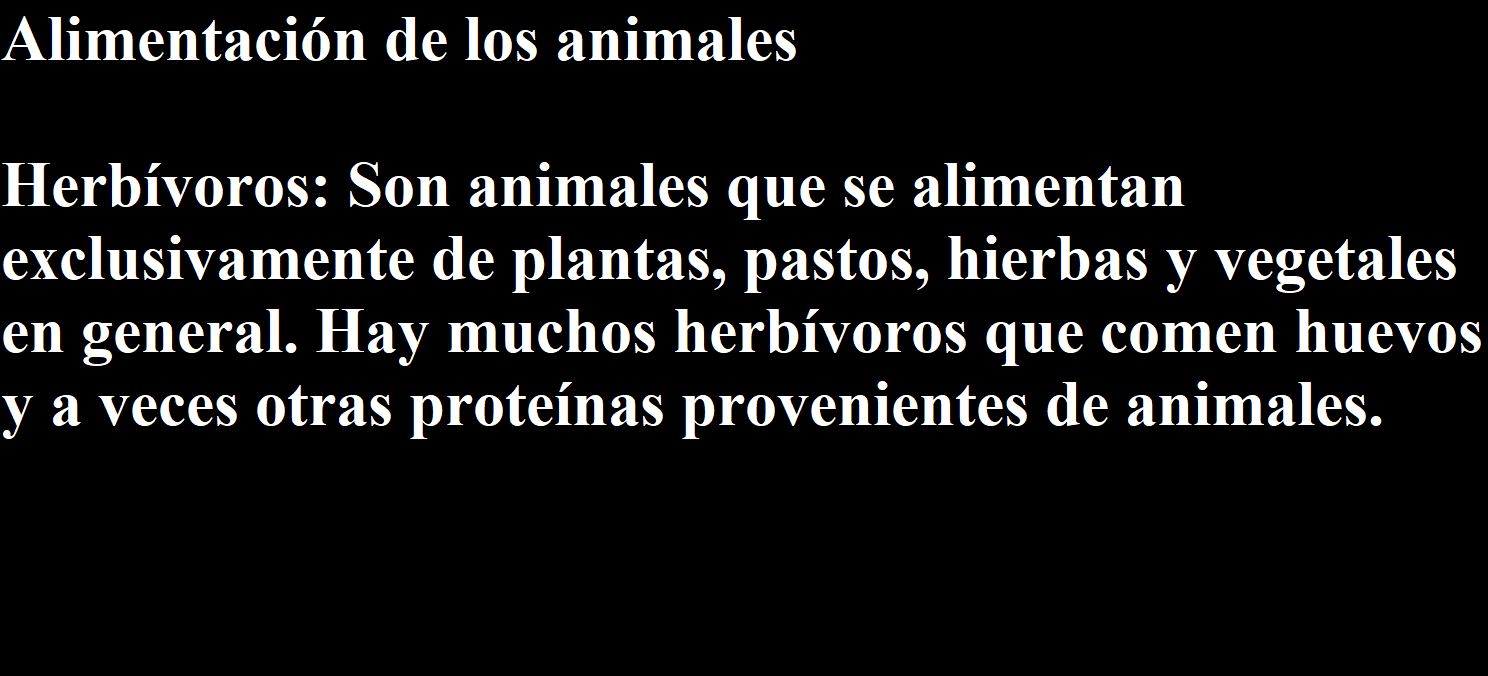 Alimentación de los animales
Herbívoros: Son animales que se alimentan
exclusivamente de plantas, pastos, hierbas y vegetales
en general. Hay muchos herbívoros que comen huevos
y a veces otras proteínas provenientes de animales.